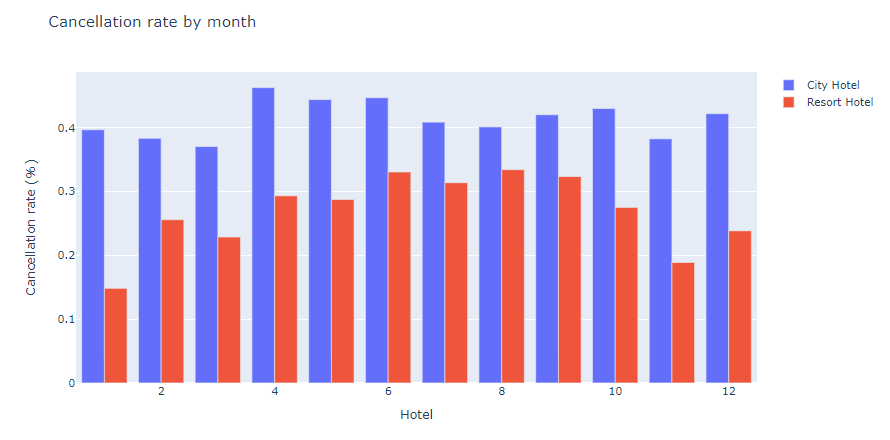 Cancellation rate by month
City Hotel
Resort Hotel
Cancellation rate (%)
0.4
0.3
0.2
0.1
0
2 4 6 8 10 12
Hotel